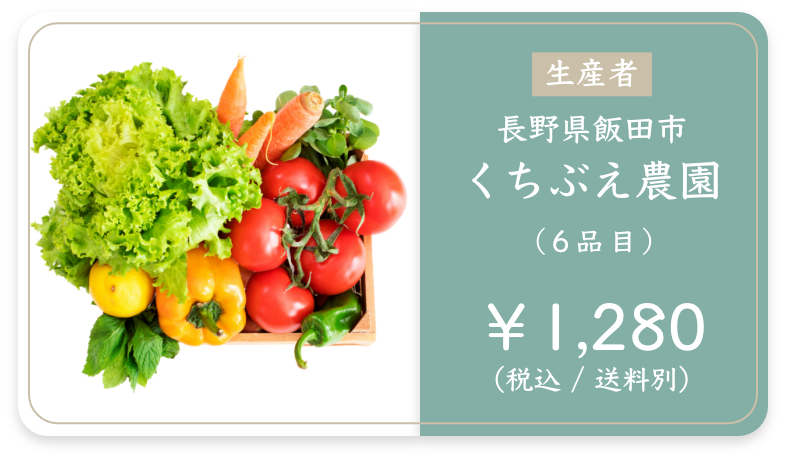 生産者
長野県飯田市
くちぶえ農園
（６品目）
￥1,280
（税込 / 送料別）